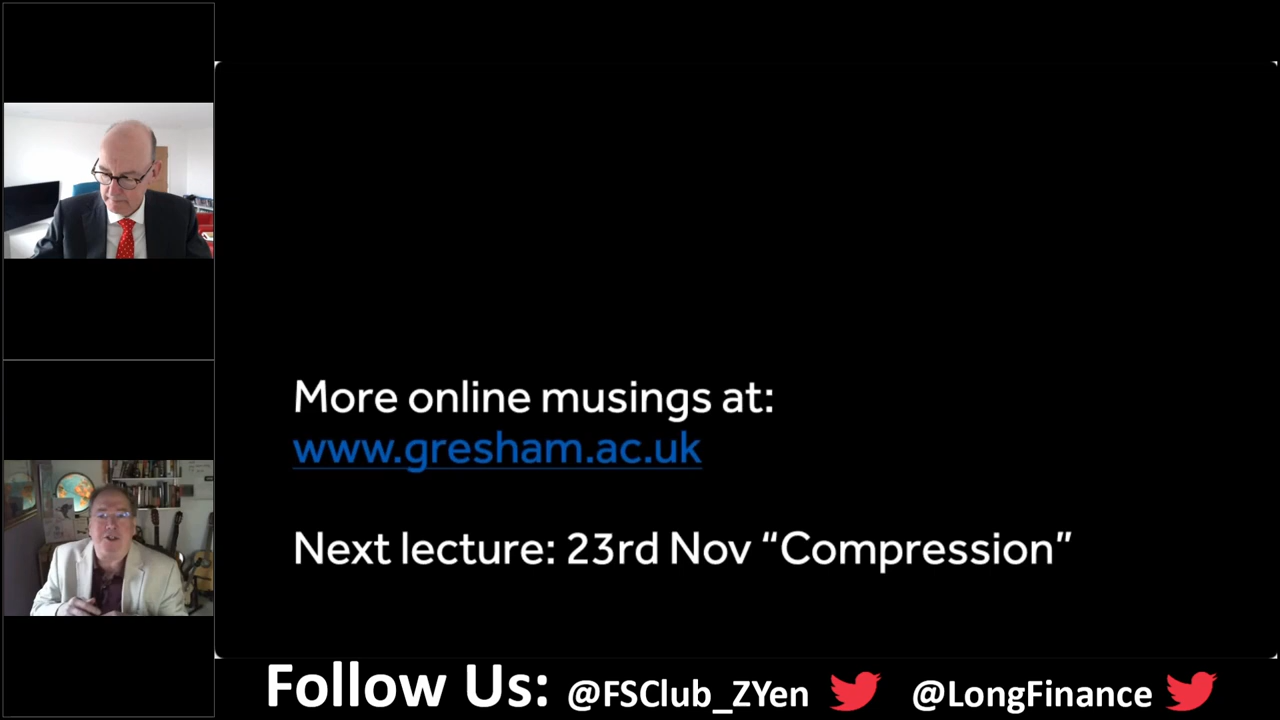 More online musings at:
www.gresham.ac.uk
Next lecture: 23rd Nov “Compression”
Follow Us: @FSClub_ZYen @LongFinance